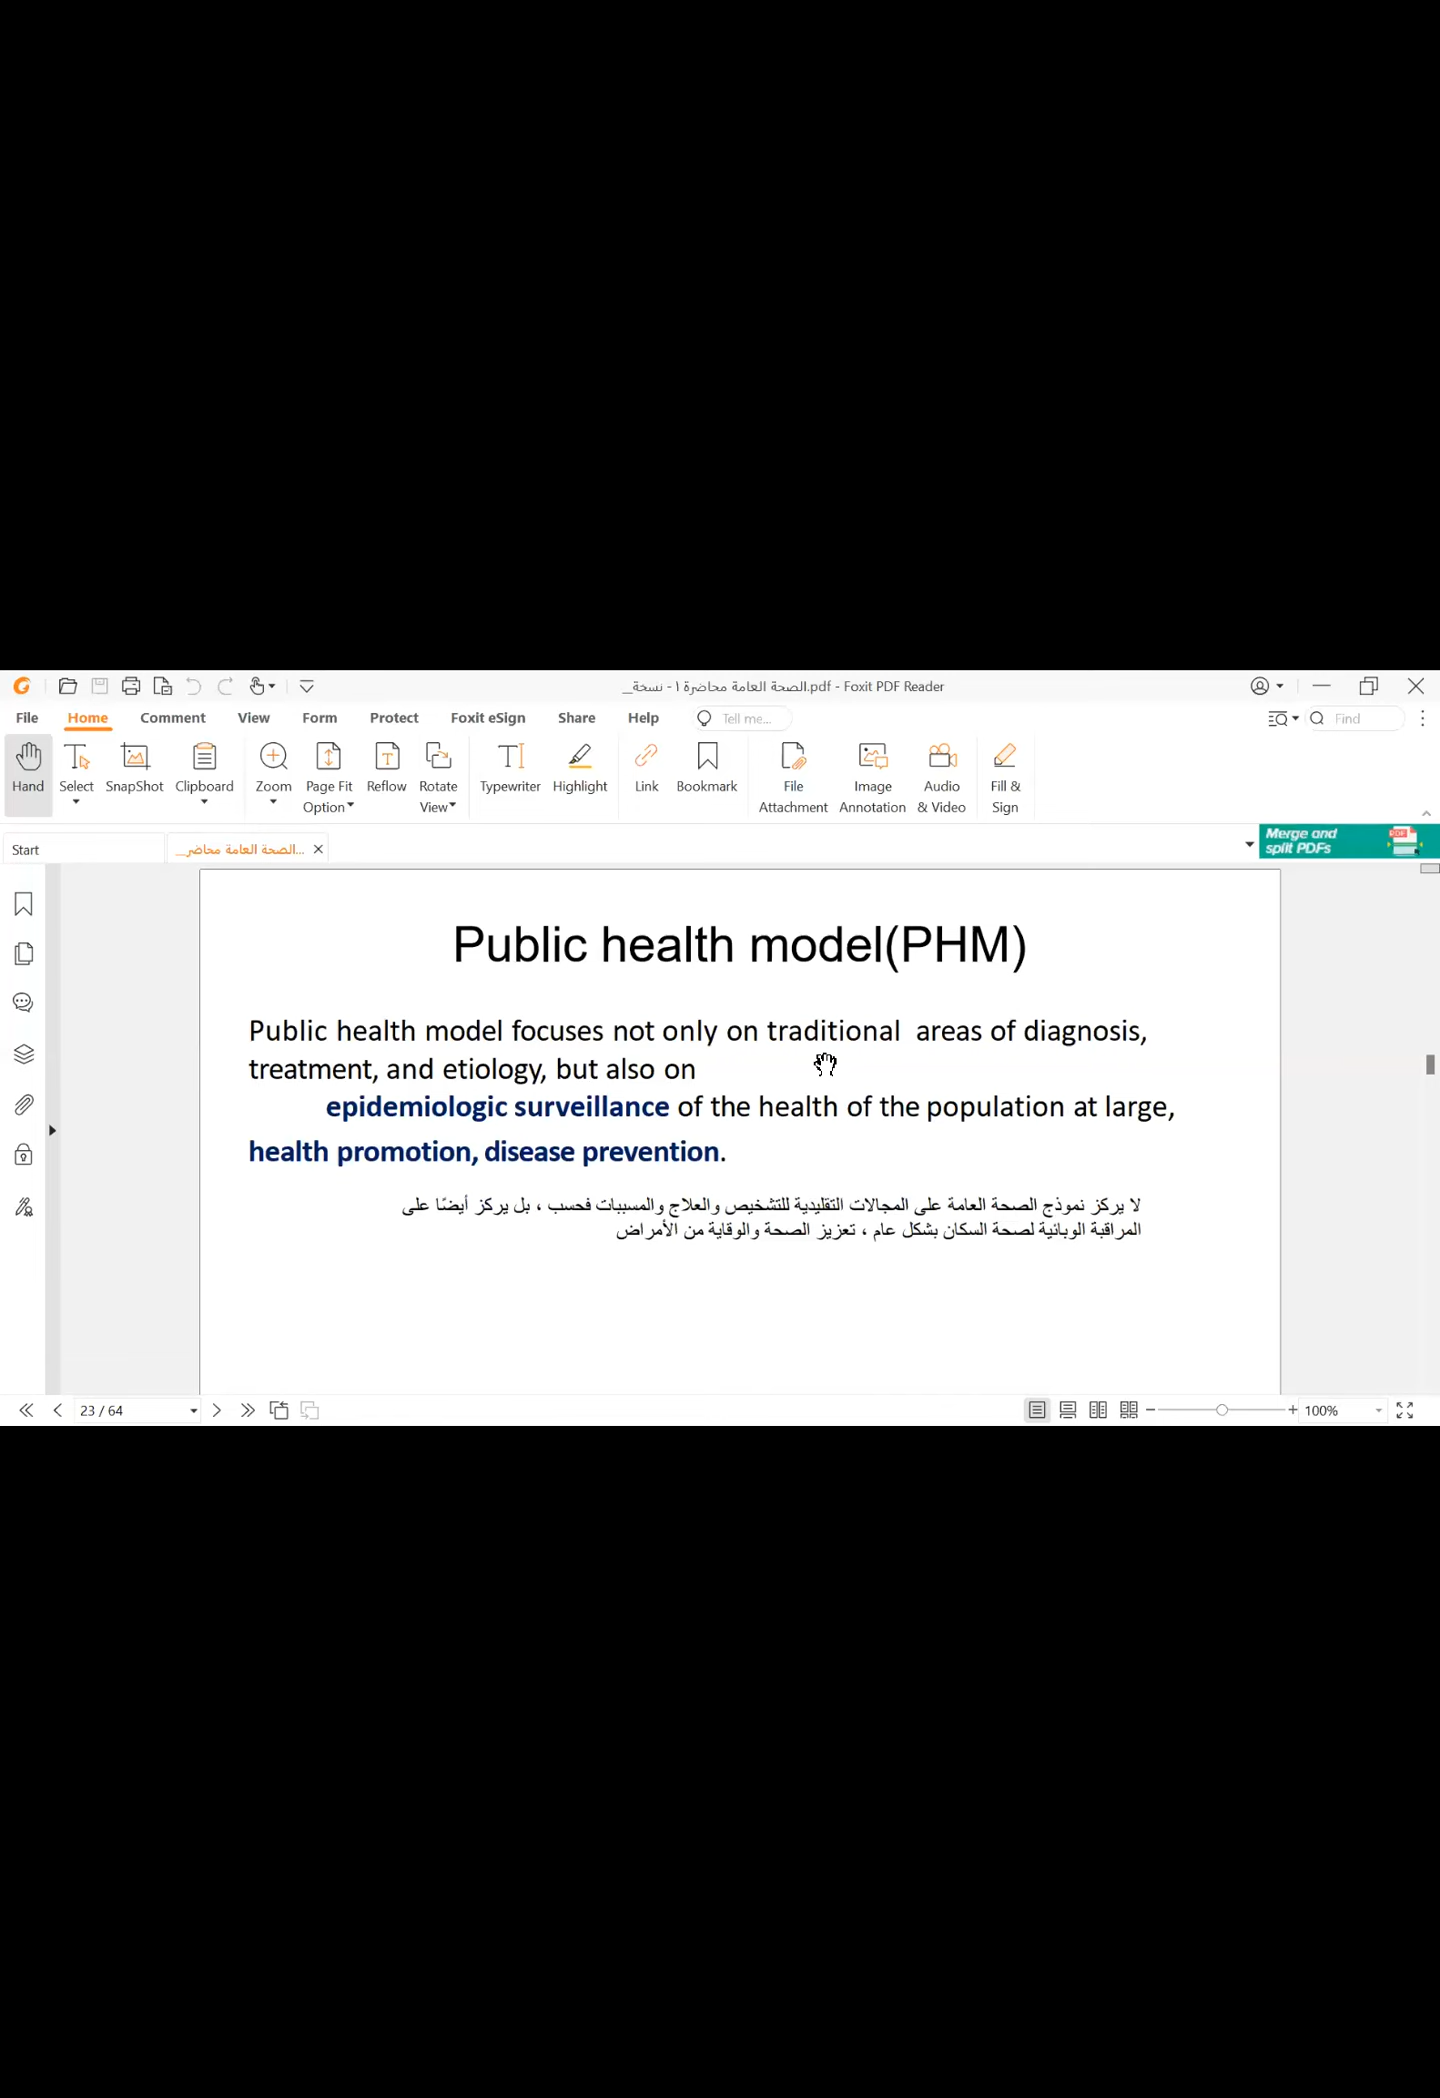 الصحة العامة محاضرة ١ - نسخة__.pdf - Foxit PDF Reader
File Home Comment View Form Protect Foxit eSign Share Help Tell me... Find
Hand Select SnapShot Clipboard Zoom Page Fit Option Reflow Rotate View Typewriter Highlight Link Bookmark File Attachment Image Annotation Audio & Video Fill & Sign
Start الصحة العامة محاضر...__ Merge and split PDFs
Public health model(PHM)
Public health model focuses not only on traditional areas of diagnosis,
treatment, and etiology, but also on
epidemiologic surveillance of the health of the population at large,
health promotion, disease prevention.
لا يركز نموذج الصحة العامة على المجالات التقليدية للتشخيص والعلاج والمسببات فحسب ، بل يركز أيضًا على
المراقبة الوبائية لصحة السكان بشكل عام ، تعزيز الصحة والوقاية من الأمراض
23 / 64 100%